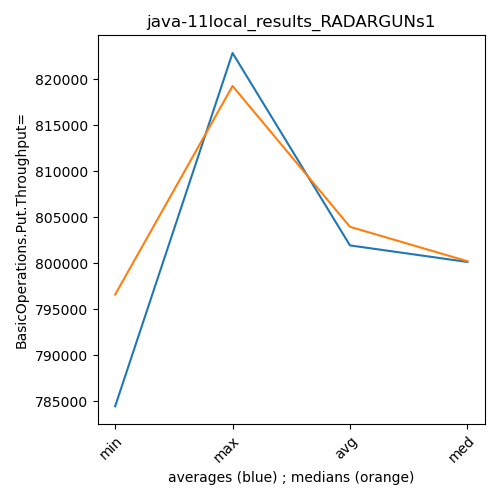 java-11local_results_RADARGUNs1
BasicOperations.Put.Throughput=
820000
815000
810000
805000
800000
795000
790000
785000
min
max
avg
med
averages (blue) ; medians (orange)